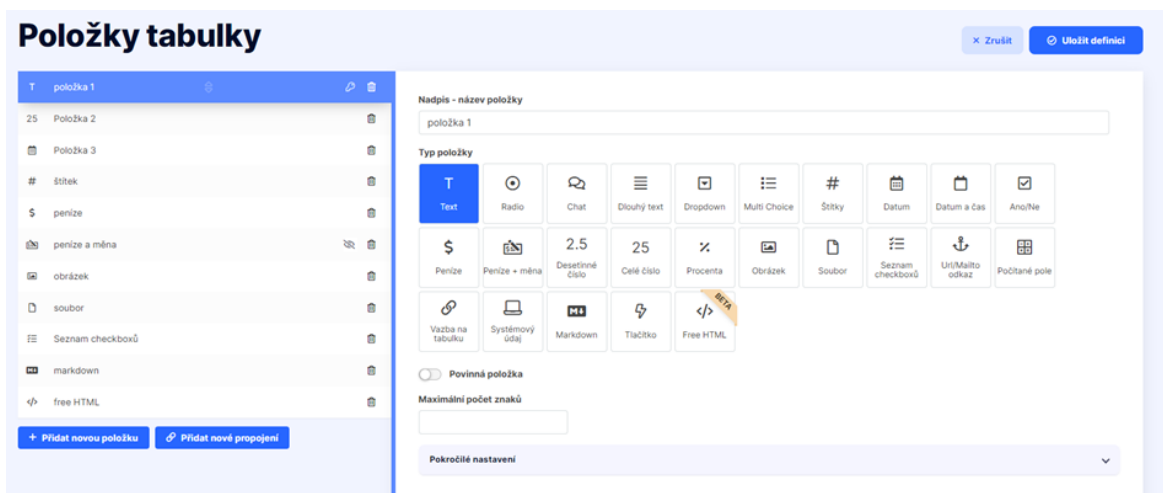 Položky tabulky
× Zrušit
Uložit definici
T položka 1
25 Položka 2
Položka 3
# štítek
$ peníze
peníze a měna
obrázek
soubor
Seznam checkboxů
markdown
free HTML
+ Přidat novou položku
Přidat nové propojení
Nadpis - název položky
položka 1
Typ položky
T
Text
Radio
Chat
Dlouhý text
Dropdown
Multi Choice
#
Štítky
Datum
Datum a čas
Ano/Ne
$
Peníze
Peníze + měna
2.5
Desetinné
číslo
25
Celé číslo
Procenta
Obrázek
Soubor
Seznam
checkboxů
Url/Mailto
odkaz
Počítané pole
Vazba na
tabulku
Systémový
údaj
Markdown
Tlačítko
</>
Free HTML
BETA
Povinná položka
Maximální počet znaků
Pokročilé nastavení